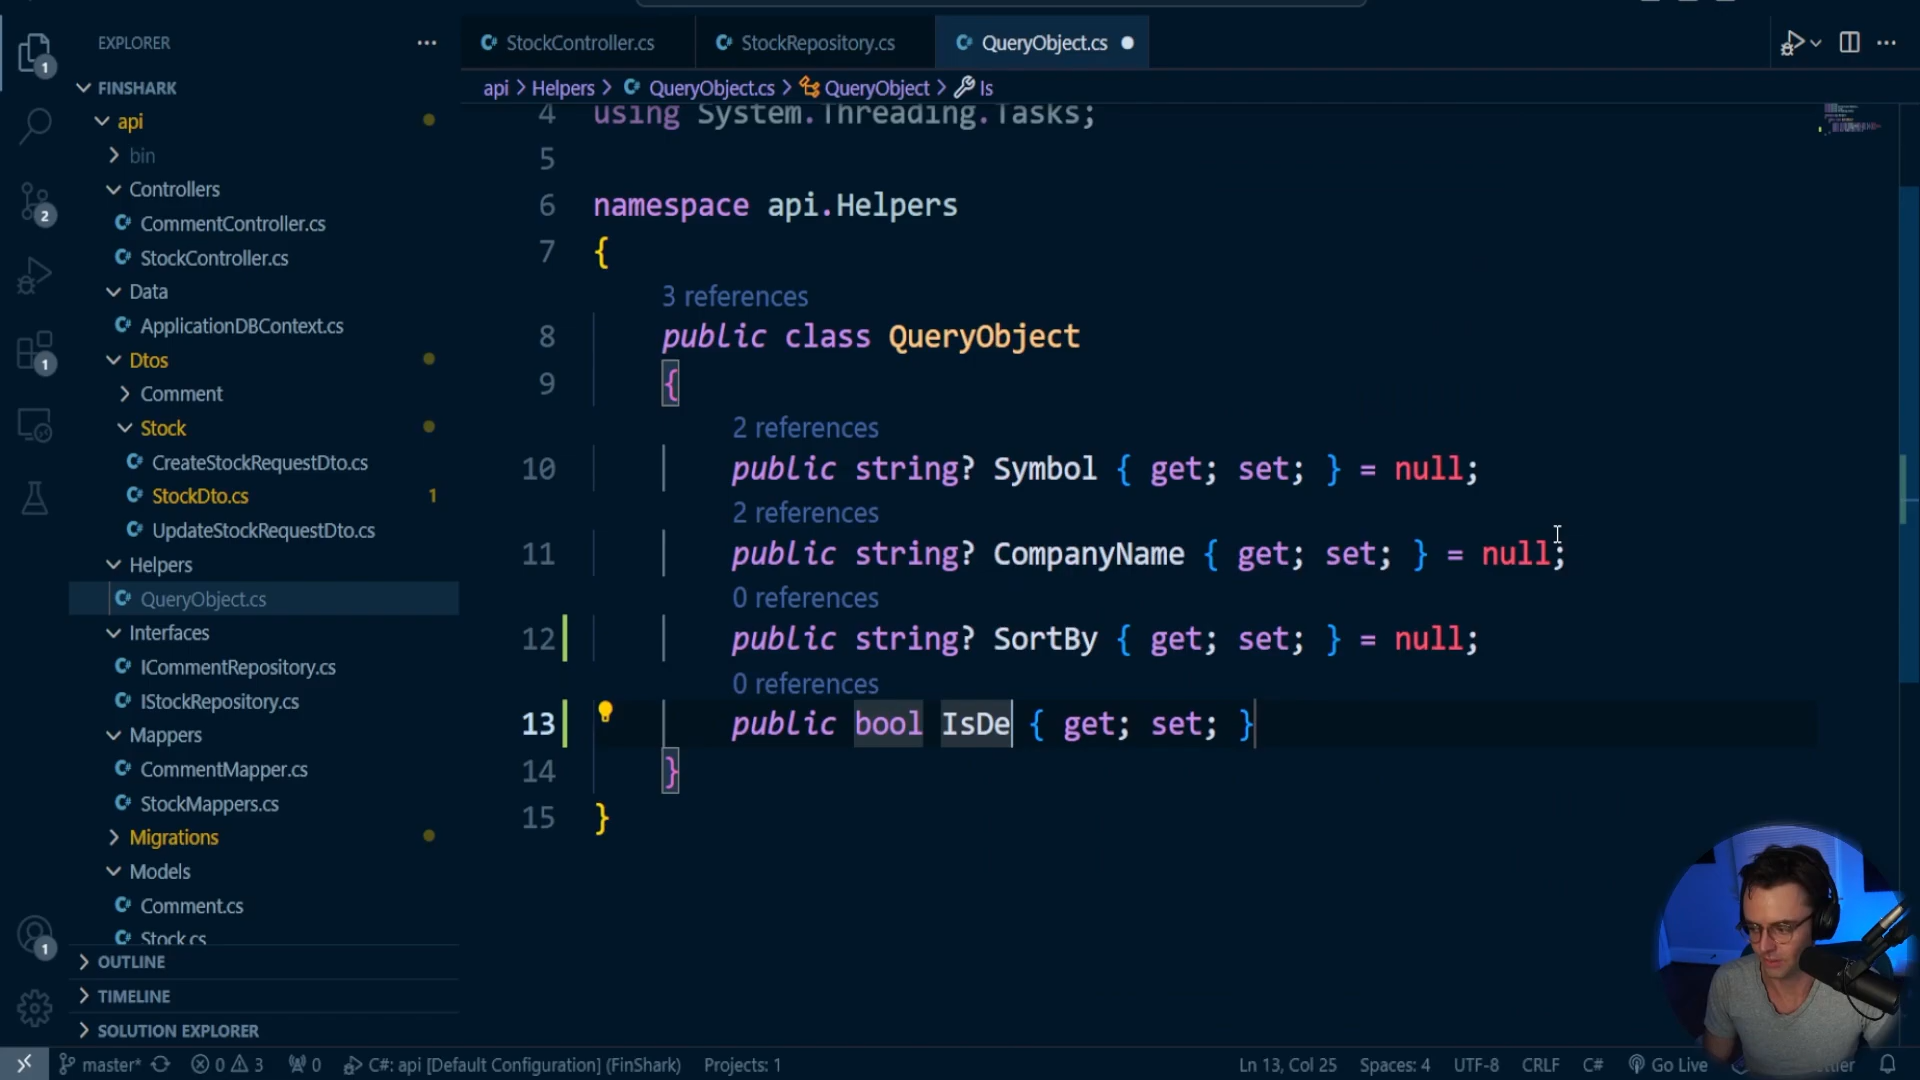 EXPLORER
FINSHARK
api
bin
Controllers
CommentController.cs
StockController.cs
Data
ApplicationDBContext.cs
Dtos
Comment
Stock
CreateStockRequestDto.cs
StockDto.cs 1
UpdateStockRequestDto.cs
Helpers
QueryObject.cs
Interfaces
ICommentRepository.cs
IStockRepository.cs
Mappers
CommentMapper.cs
StockMappers.cs
Migrations
Models
Comment.cs
Stock.cs
OUTLINE
TIMELINE
SOLUTION EXPLORER
1
2
1
1
StockController.cs StockRepository.cs QueryObject.cs
api > Helpers > QueryObject.cs > QueryObject > Is
4 using System.Threading.Tasks;
5
6 namespace api.Helpers
7 {
3 references
8 public class QueryObject
9 {
2 references
10 public string? Symbol { get; set; } = null;
2 references
11 public string? CompanyName { get; set; } = null;
0 references
12 public string? SortBy { get; set; } = null;
0 references
13 public bool IsDe { get; set; }
14 }
15 }
master* 0 3 0 C#: api [Default Configuration] (FinShark) Projects: 1 Ln 13, Col 25 Spaces: 4 UTF-8 CRLF C# Go Live